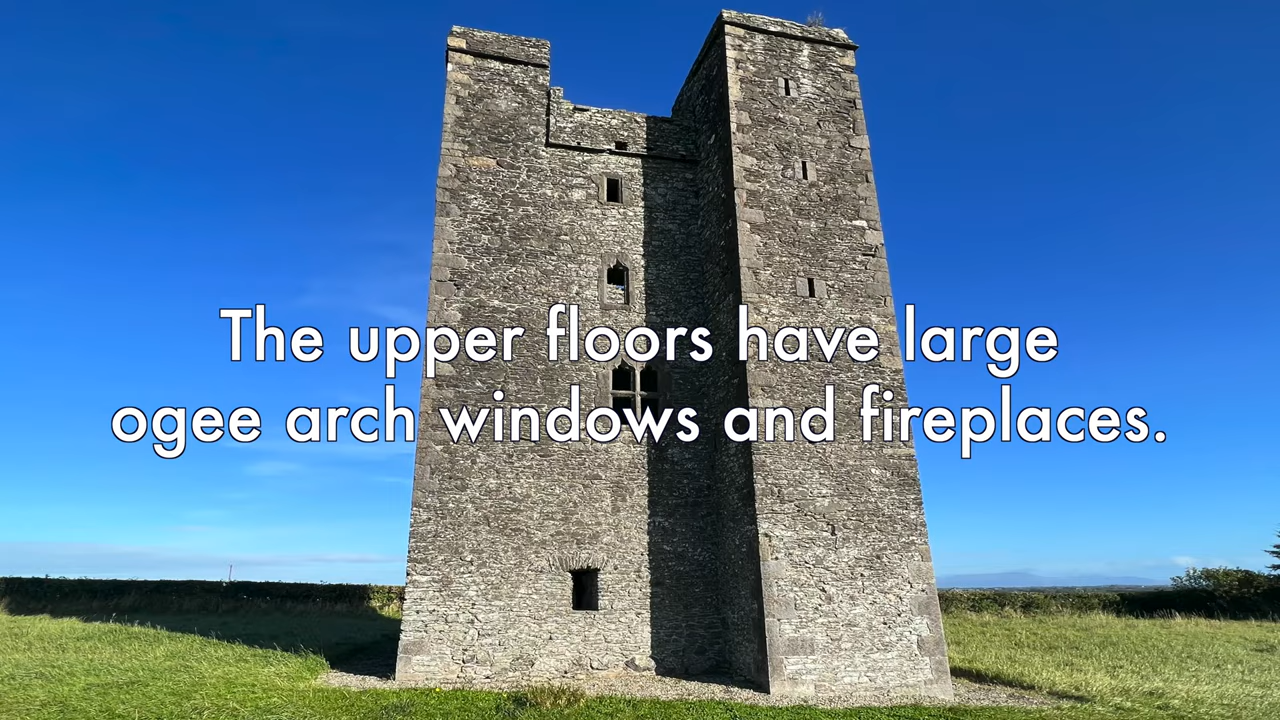 The upper floors have large
ogee arch windows and fireplaces.